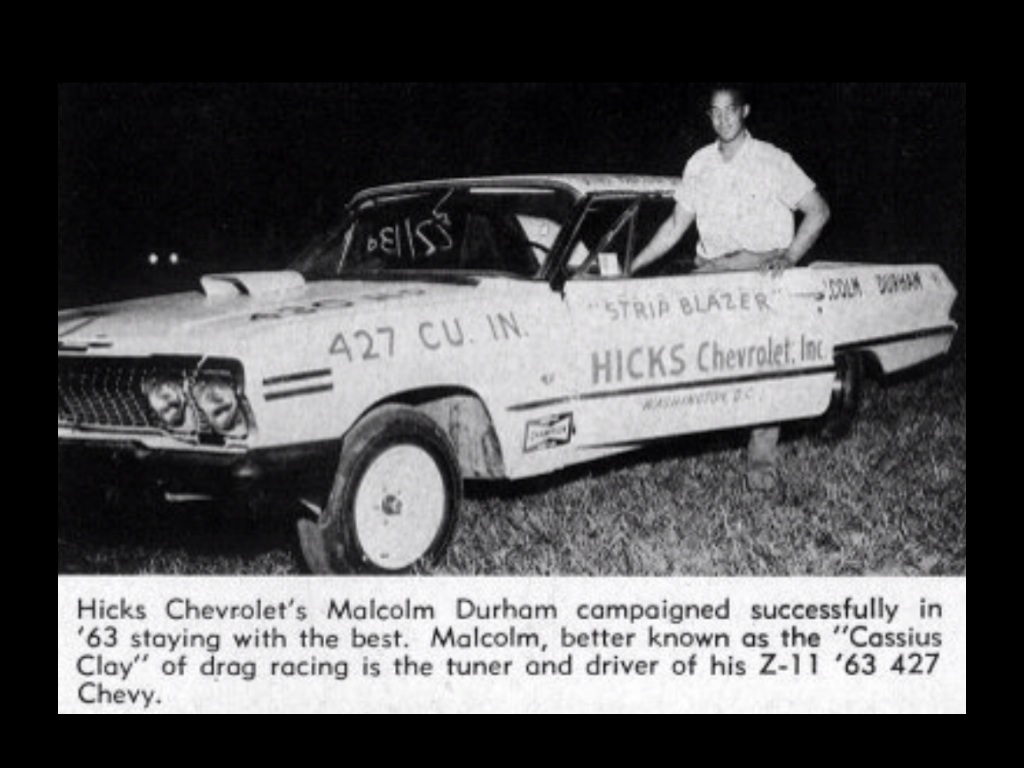 427 CU. IN.
"STRIP BLAZER"
HICKS Chevrolet, Inc.
WASHINGTON, D.C.
CHAMPION
DURHAM
Hicks Chevrolet's Malcolm Durham campaigned successfully in
'63 staying with the best. Malcolm, better known as the "Cassius
Clay" of drag racing is the tuner and driver of his Z-11 '63 427
Chevy.